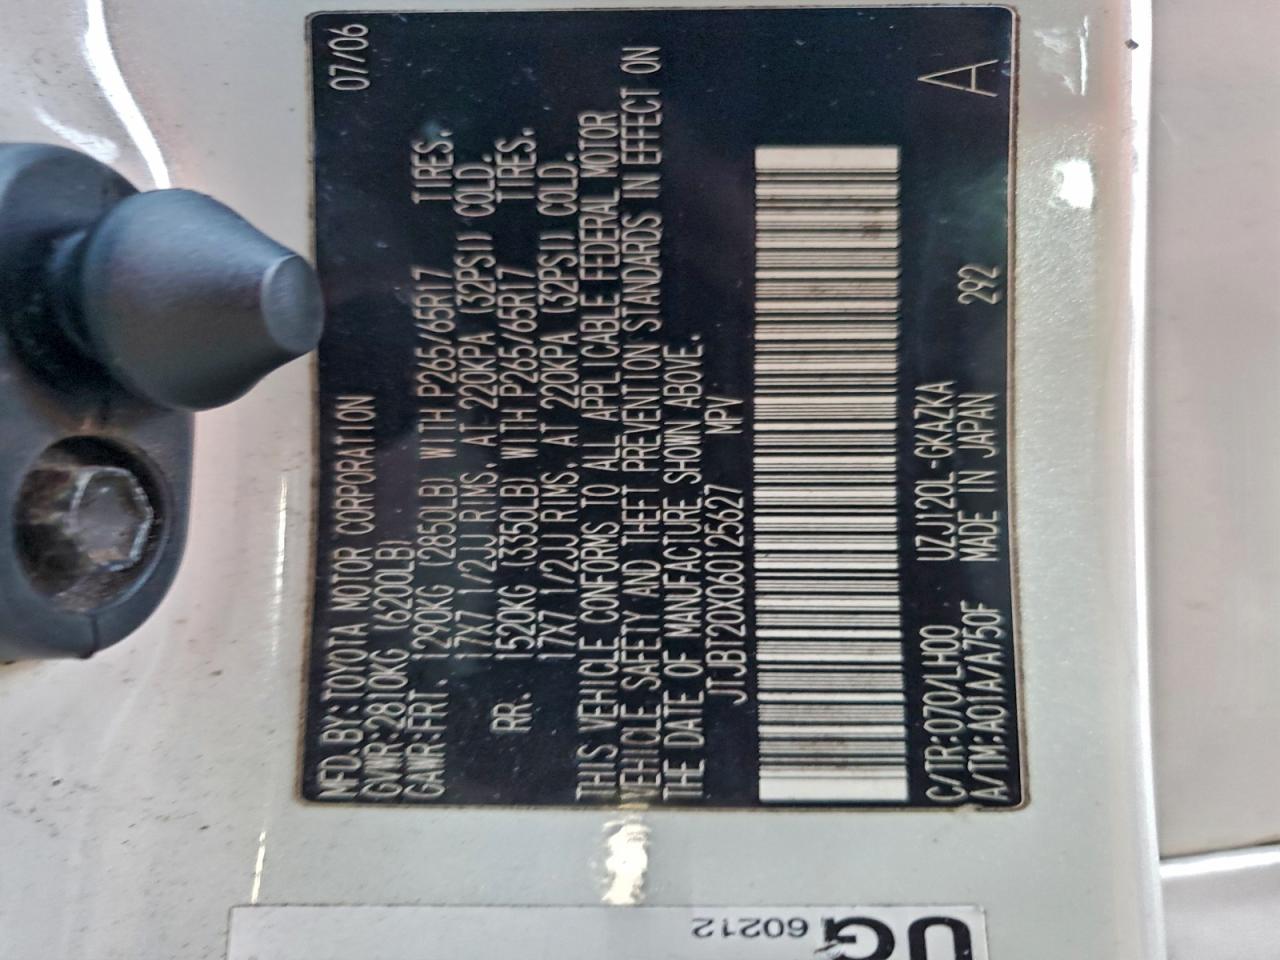 07/06
MFD.BY:TOYOTA MOTOR CORPORATION
GVWR:2810KG (6200LB)
GAWR:FRT. 1290KG (2850LB) WITH P265/65R17 TIRES.
17X7 1/2JJ RIMS. AT 220KPA (32PSI) COLD.
RR. 1520KG (3350LB) WITH P265/65R17 TIRES.
17X7 1/2JJ RIMS. AT 220KPA (32PSI) COLD.
THIS VEHICLE CONFORMS TO ALL APPLICABLE FEDERAL MOTOR
VEHICLE SAFETY AND THEFT PREVENTION STANDARDS IN EFFECT ON
THE DATE OF MANUFACTURE SHOWN ABOVE.
JTJBT20X060125627 MPV
C/TR:070/LH00 UZJ120L-GKAZKA
A/TM:A01A/A750F MADE IN JAPAN 292 A
UG
60212